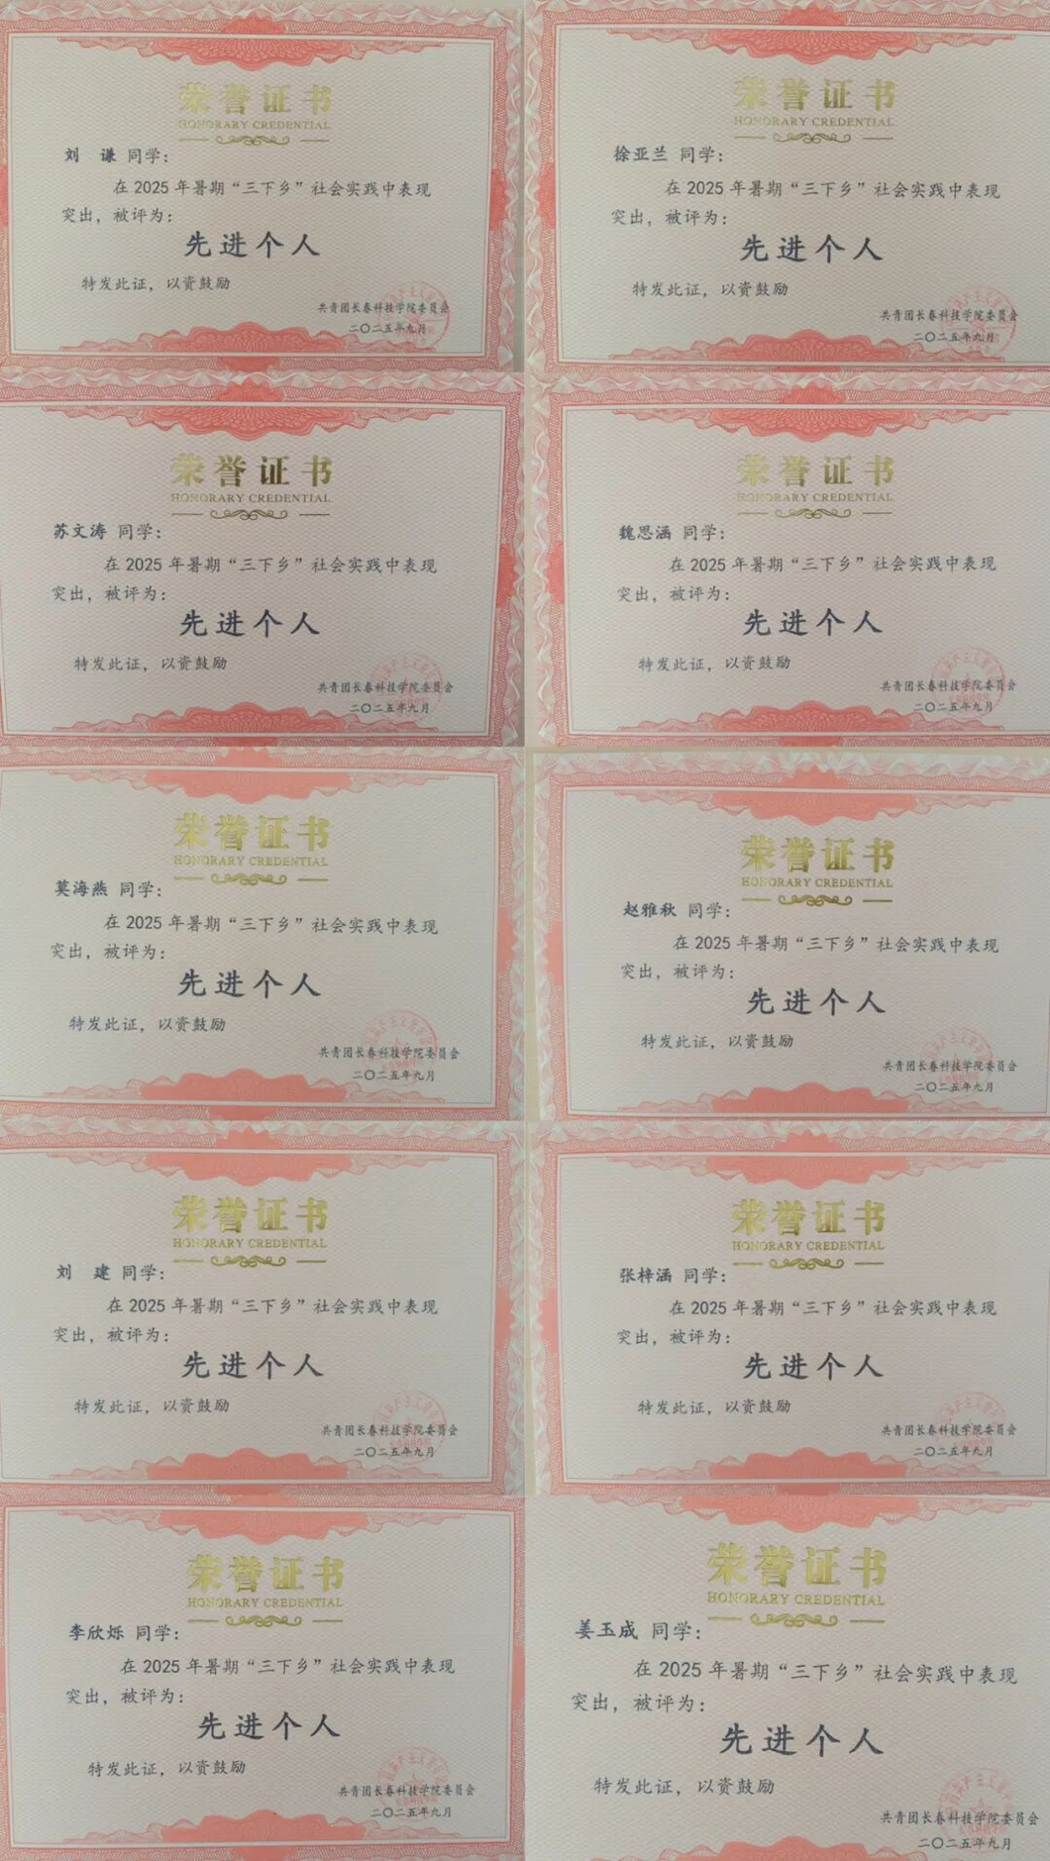 荣誉证书
HONORARY CREDENTIAL
刘 谦 同学：
在 2025 年暑期“三下乡”社会实践中表现
突出，被评为：
先进个人
特发此证，以资鼓励
共青团长春科技学院委员会
二〇二五年九月
荣誉证书
HONORARY CREDENTIAL
徐亚兰 同学：
在 2025 年暑期“三下乡”社会实践中表现
突出，被评为：
先进个人
特发此证，以资鼓励
共青团长春科技学院委员会
二〇二五年九月
荣誉证书
HONORARY CREDENTIAL
苏文涛 同学：
在 2025 年暑期“三下乡”社会实践中表现
突出，被评为：
先进个人
特发此证，以资鼓励
共青团长春科技学院委员会
二〇二五年九月
荣誉证书
HONORARY CREDENTIAL
魏思涵 同学：
在 2025 年暑期“三下乡”社会实践中表现
突出，被评为：
先进个人
特发此证，以资鼓励
共青团长春科技学院委员会
二〇二五年九月
荣誉证书
HONORARY CREDENTIAL
莫海燕 同学：
在 2025 年暑期“三下乡”社会实践中表现
突出，被评为：
先进个人
特发此证，以资鼓励
共青团长春科技学院委员会
二〇二五年九月
荣誉证书
HONORARY CREDENTIAL
赵雅秋 同学：
在 2025 年暑期“三下乡”社会实践中表现
突出，被评为：
先进个人
特发此证，以资鼓励
共青团长春科技学院委员会
二〇二五年九月
荣誉证书
HONORARY CREDENTIAL
刘 建 同学：
在 2025 年暑期“三下乡”社会实践中表现
突出，被评为：
先进个人
特发此证，以资鼓励
共青团长春科技学院委员会
二〇二五年九月
荣誉证书
HONORARY CREDENTIAL
张梓涵 同学：
在 2025 年暑期“三下乡”社会实践中表现
突出，被评为：
先进个人
特发此证，以资鼓励
共青团长春科技学院委员会
二〇二五年九月
荣誉证书
HONORARY CREDENTIAL
李欣烁 同学：
在 2025 年暑期“三下乡”社会实践中表现
突出，被评为：
先进个人
特发此证，以资鼓励
共青团长春科技学院委员会
二〇二五年九月
荣誉证书
HONORARY CREDENTIAL
姜玉成 同学：
在 2025 年暑期“三下乡”社会实践中表现
突出，被评为：
先进个人
特发此证，以资鼓励
共青团长春科技学院委员会
二〇二五年九月